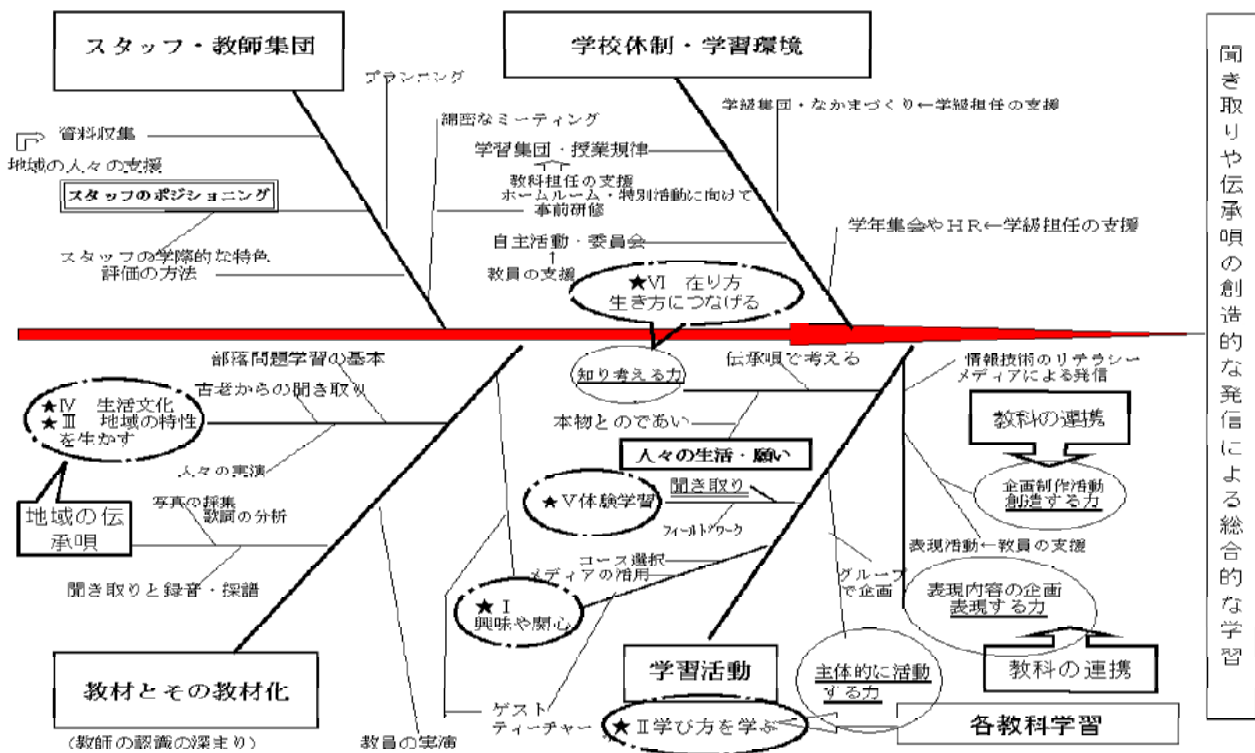 スタッフ・教師集団
学校休制・学習環境
プランニング
学級集団・なかまづくり←学級担任の支援
資料収集
綿密なミーティング
地域の人々の支援
学習集団・授業規律
スタッフのポジショニング
教科担任の支援
ホームルーム・特別活動に向けて
事前研修
学年集会やHR←学級担任の支援
スタッフの学際的な特色
評価の方法
自主活動・委員会
↑
教員の支援
★Ⅵ 在り方
生き方につなげる
聞き取りや伝承唄の創造的な発信による総合的な学習
部落問題学習の基本
古老からの聞き取り
★Ⅳ 生活文化
★Ⅲ 地域の特性
を生かす
人々の実演
写真の採集
歌詞の分析
地域の伝
承唄
聞き取りと録音・採譜
教材とその教材化
(教師の認識の深まり)
教員の実演
知り考える力
伝承唄で考える
情報技術のリテラシー
メディアによる発信
本物とのであい
教科の連携
人々の生活・願い
聞き取り
★Ⅴ体験学習
企画制作活動
創造する力
フィールドワーク
コース選択
メディアの活用
表現活動←教員の支援
グループ
で企画
★Ⅰ
興味や関心
表現内容の企画
表現する力
学習活動
主体的に活動
する力
教科の連携
ゲスト
ティーチャー
★Ⅱ学び方を学ぶ
各教科学習